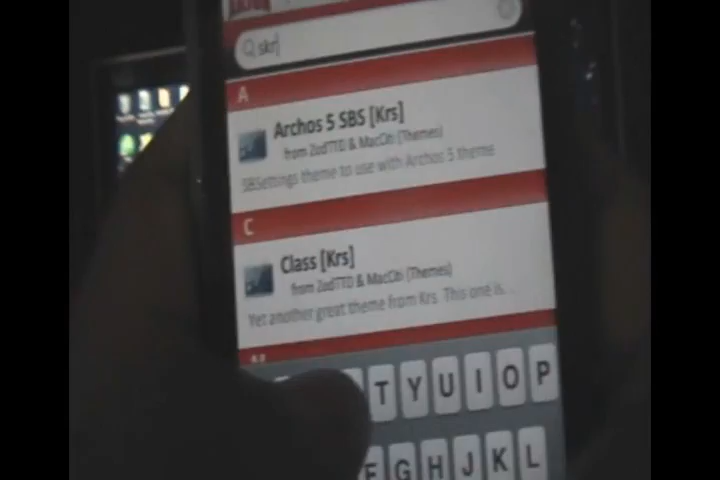 skr
A
Archos 5 SBS [Krs]
from ZodTTD & MacCiti (Themes)
SBSettings theme to use with Archos 5 theme
C
Class [Krs]
from ZodTTD & MacCiti (Themes)
Yet another great theme from Krs. This one is...
T Y U I O P
F G H J K L